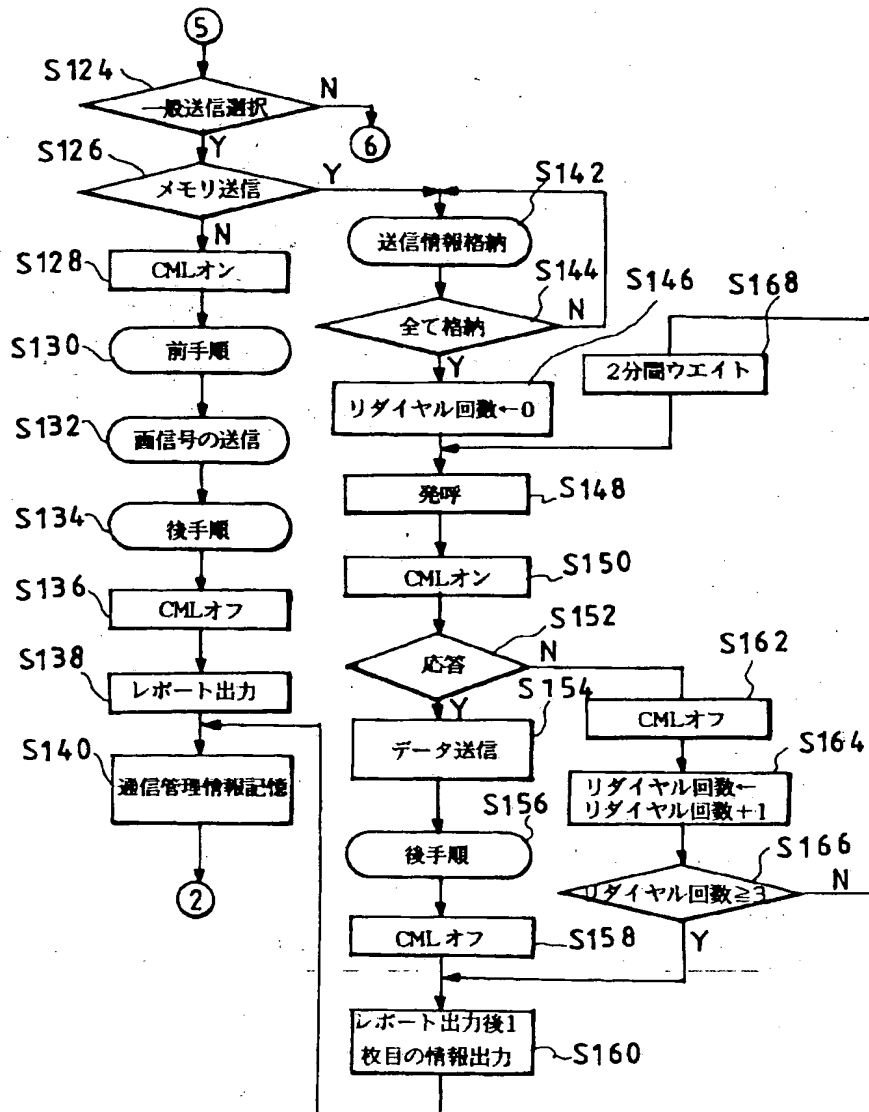 5
S124
一般送信選択
N
6
Y
S126
メモリ送信
Y
N
S128
CMLオン
S130
前手順
S132
画信号の送信
S134
後手順
S136
CMLオフ
S138
レポート出力
S140
通信管理情報記憶
2
S142
送信情報格納
S144
全て格納
N
Y
S146
リダイヤル回数←0
S168
2分間ウエイト
S148
発呼
S150
CMLオン
S152
応答
N
Y
S154
データ送信
S156
後手順
S158
CMLオフ
S162
CMLオフ
S164
リダイヤル回数←
リダイヤル回数+1
S166
リダイヤル回数≧3
N
Y
S160
レポート出力後1
枚目の情報出力